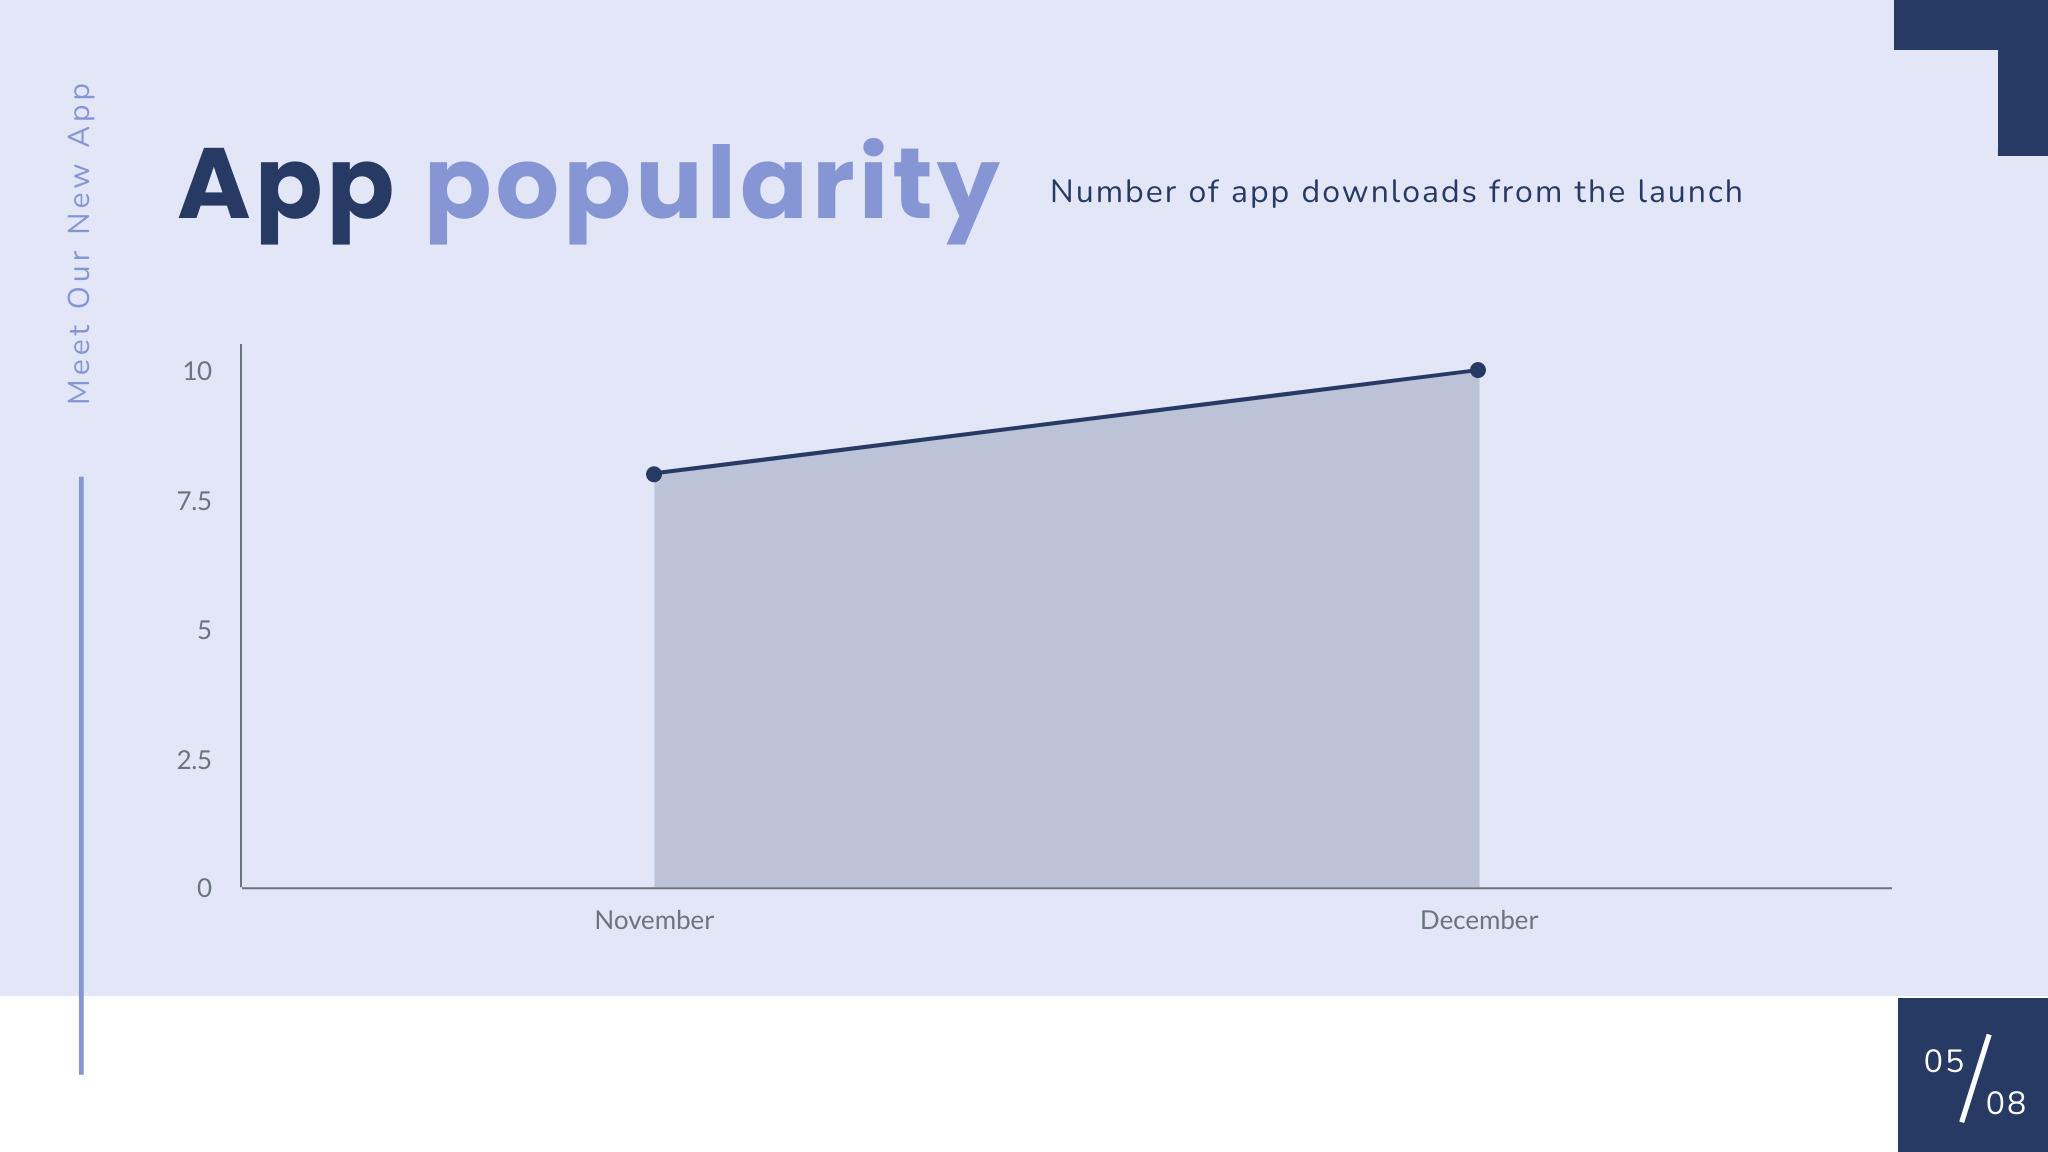 Meet Our New App
App popularity
Number of app downloads from the launch
10
7.5
5
2.5
0
November
December
05
08